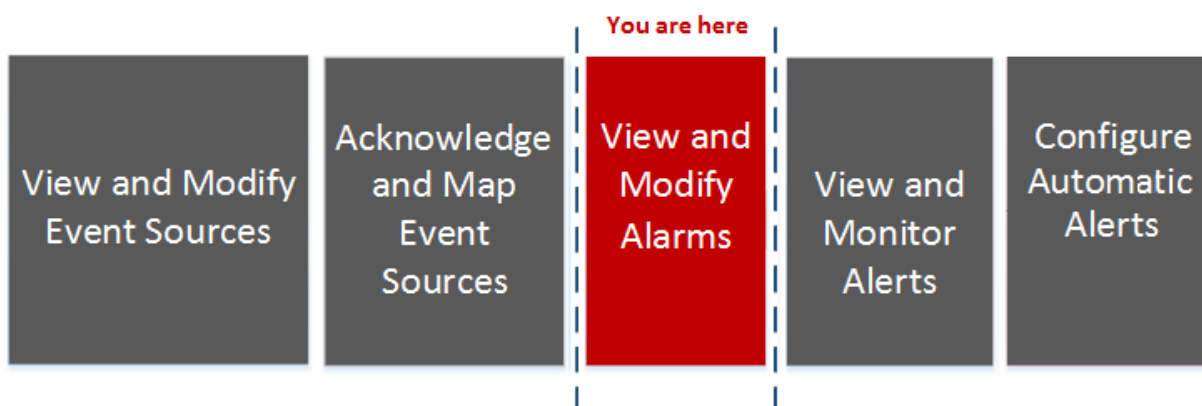 You are here
View and Modify
Event Sources
Acknowledge
and Map
Event
Sources
View and
Modify
Alarms
View and
Monitor
Alerts
Configure
Automatic
Alerts